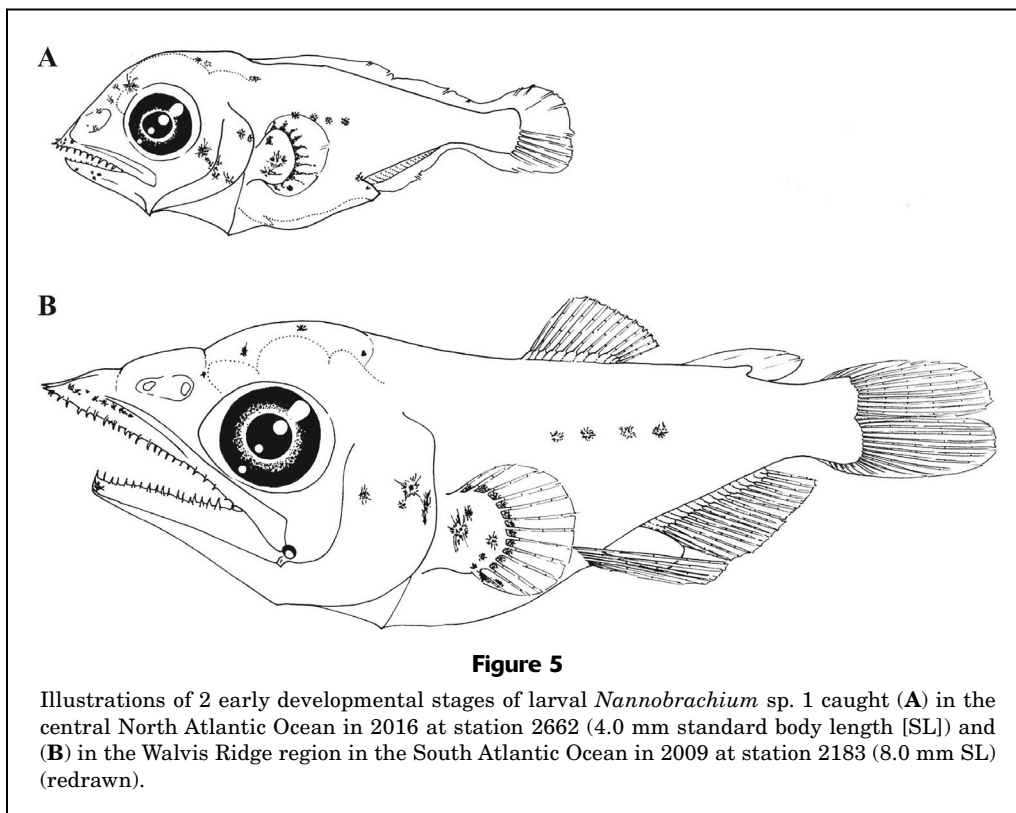 A
B
Figure 5
Illustrations of 2 early developmental stages of larval Nannobrachium sp. 1 caught (A) in the
central North Atlantic Ocean in 2016 at station 2662 (4.0 mm standard body length [SL]) and
(B) in the Walvis Ridge region in the South Atlantic Ocean in 2009 at station 2183 (8.0 mm SL)
(redrawn).